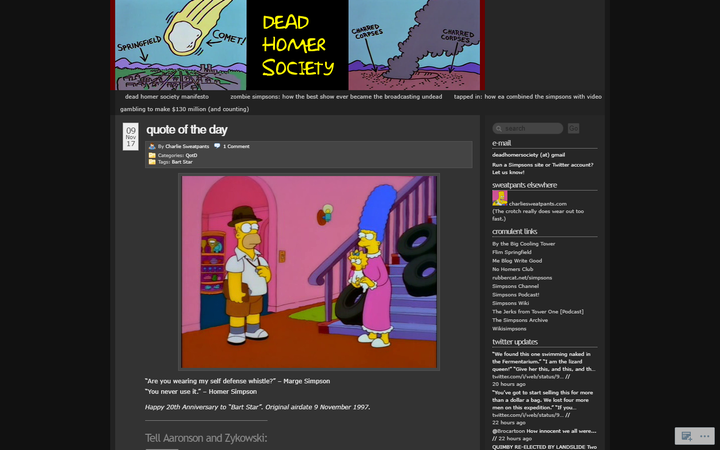 SPRINGFIELD
COMET!
DEAD
HOMER
SOCIETY
CHARRED
CORPSES
CHARRED
CORPSES
dead homer society manifesto
zombie simpsons: how the best show ever became the broadcasting undead
tapped in: how ea combined the simpsons with video
gambling to make $130 million (and counting)
09
Nov
17
quote of the day
By Charlie Sweatpants
1 Comment
Categories: QotD
Tags: Bart Star
"Are you wearing my self defense whistle?" – Marge Simpson
"You never use it." – Homer Simpson
Happy 20th Anniversary to "Bart Star". Original airdate 9 November 1997.
Tell Aaronson and Zykowski:
search
Go
e-mail
deadhomersociety (at) gmail
Run a Simpsons site or Twitter account?
Let us know!
sweatpants elsewhere
charliesweatpants.com
(The crotch really does wear out too
fast.)
cromulent links
By the Big Cooling Tower
Flim Springfield
Me Blog Write Good
No Homers Club
rubbercat.net/simpsons
Simpsons Channel
Simpsons Podcast!
Simpsons Wiki
The Jerks from Tower One [Podcast]
The Simpsons Archive
Wikisimpsons
twitter updates
"We found this one swimming naked in
the Fermentarium." "I am the lizard
queen!" "Give her this, and this, and th…
twitter.com/i/web/status/9… //
20 hours ago
"You've got to start selling this for more
than a dollar a bag. We lost four more
men on this expedition." "If you…
twitter.com/i/web/status/9… //
22 hours ago
@Brocartoon How innocent we all were….
// 22 hours ago
QUIMBY RE-ELECTED BY LANDSLIDE Two